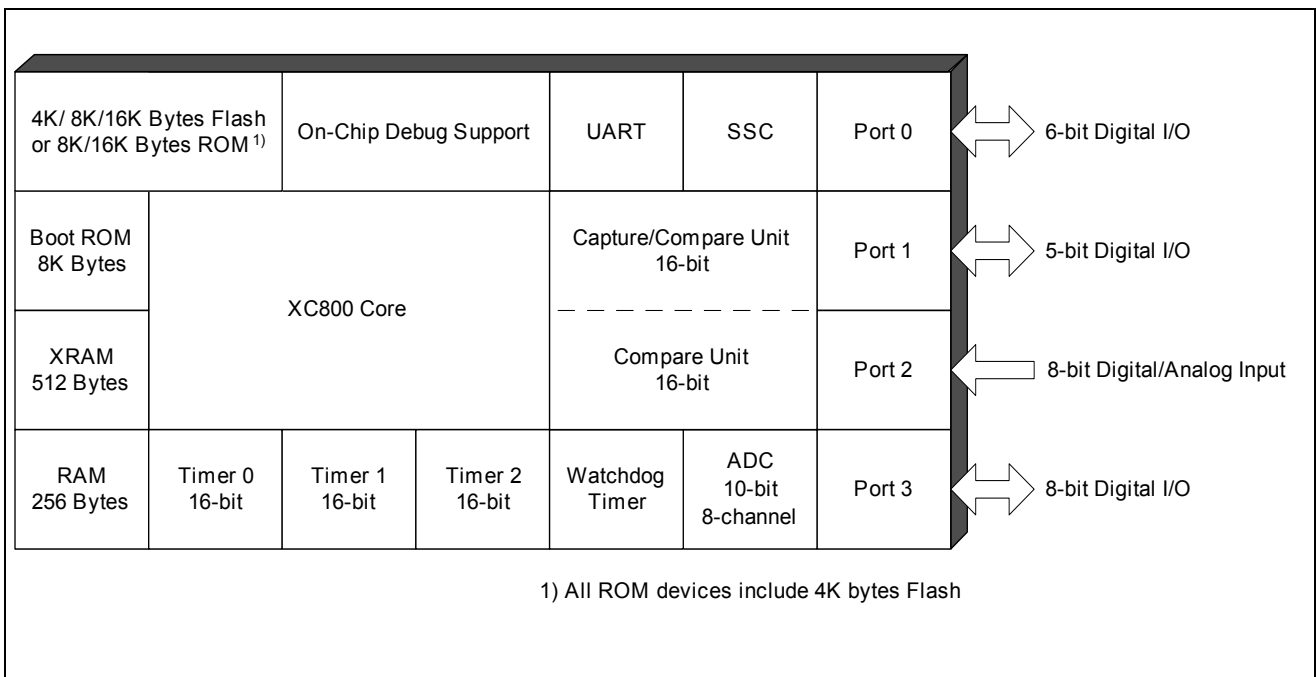 4K/ 8K/16K Bytes Flash
or 8K/16K Bytes ROM 1)
On-Chip Debug Support
UART
SSC
Port 0
6-bit Digital I/O
Boot ROM
8K Bytes
XC800 Core
Capture/Compare Unit
16-bit
Port 1
5-bit Digital I/O
XRAM
512 Bytes
Compare Unit
16-bit
Port 2
8-bit Digital/Analog Input
RAM
256 Bytes
Timer 0
16-bit
Timer 1
16-bit
Timer 2
16-bit
Watchdog
Timer
ADC
10-bit
8-channel
Port 3
8-bit Digital I/O
1) All ROM devices include 4K bytes Flash